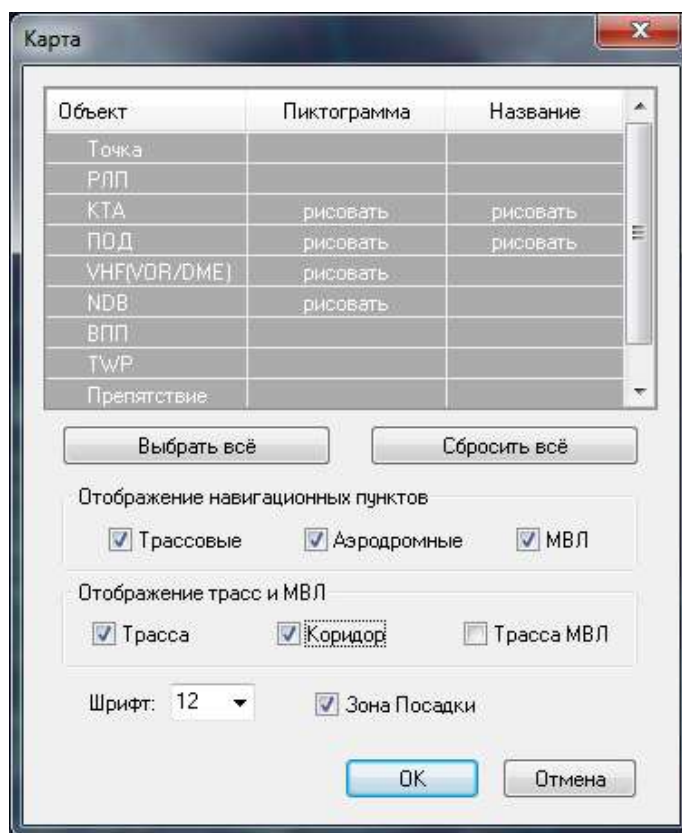 Карта
Объект Пиктограмма Название
Точка
РЛП
КТА рисовать рисовать
ПОД рисовать рисовать
VHF(VOR/DME) рисовать
NDB рисовать
ВПП
TWP
Препятствие
Выбрать всё Сбросить всё
Отображение навигационных пунктов
Трассовые Аэродромные МВЛ
Отображение трасс и МВЛ
Трасса Коридор Трасса МВЛ
Шрифт: 12 Зона Посадки
OK Отмена